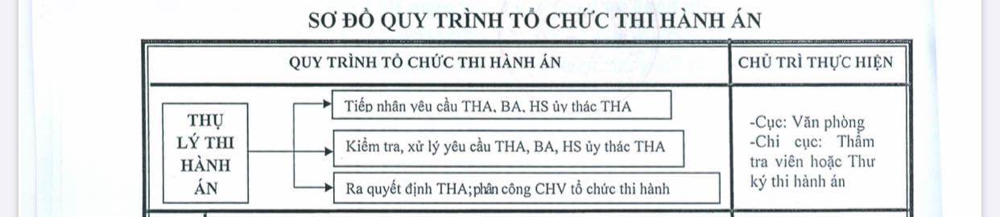 SƠ ĐỒ QUY TRÌNH TỔ CHỨC THI HÀNH ÁN
QUY TRÌNH TỔ CHỨC THI HÀNH ÁN
CHỦ TRÌ THỰC HIỆN
THỤ
LÝ THI
HÀNH
ÁN
Tiếp nhân yêu cầu THA, BA, HS ủy thác THA
Kiểm tra, xử lý yêu cầu THA, BA, HS ủy thác THA
Ra quyết định THA;phân công CHV tổ chức thi hành
-Cục: Văn phòng
-Chi cục: Thẩm
tra viên hoặc Thư
ký thi hành án